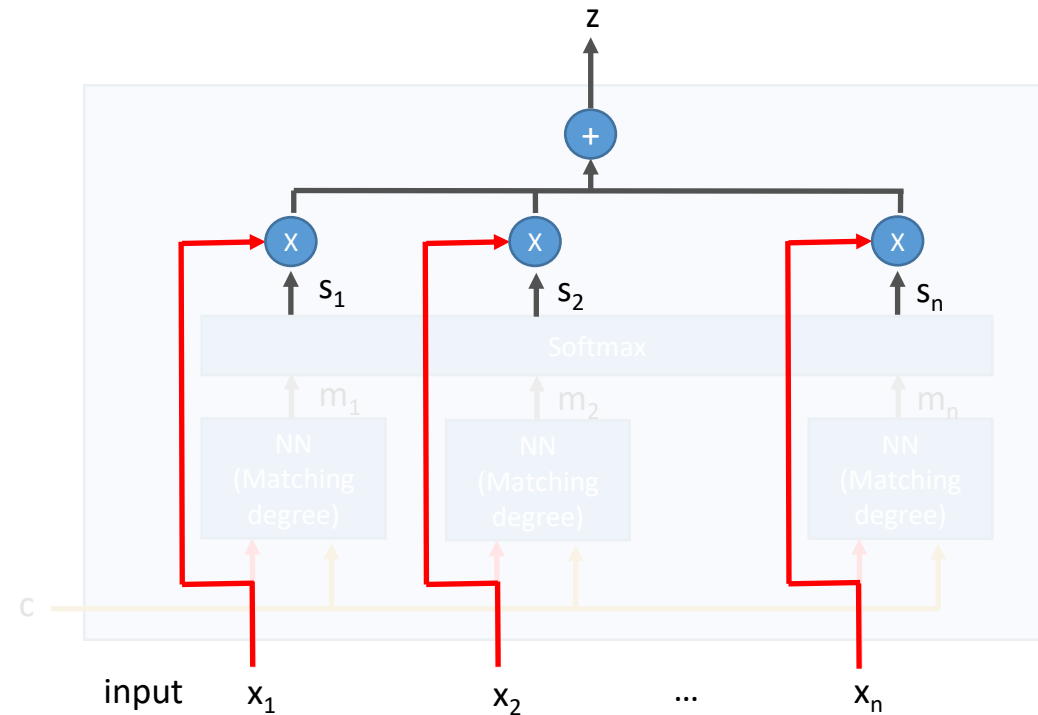 z
+
X X X
s1 s2 sn
Softmax
m1 m2 mn
NN NN NN
(Matching (Matching (Matching
degree) degree) degree)
c
input x1 x2 ... xn